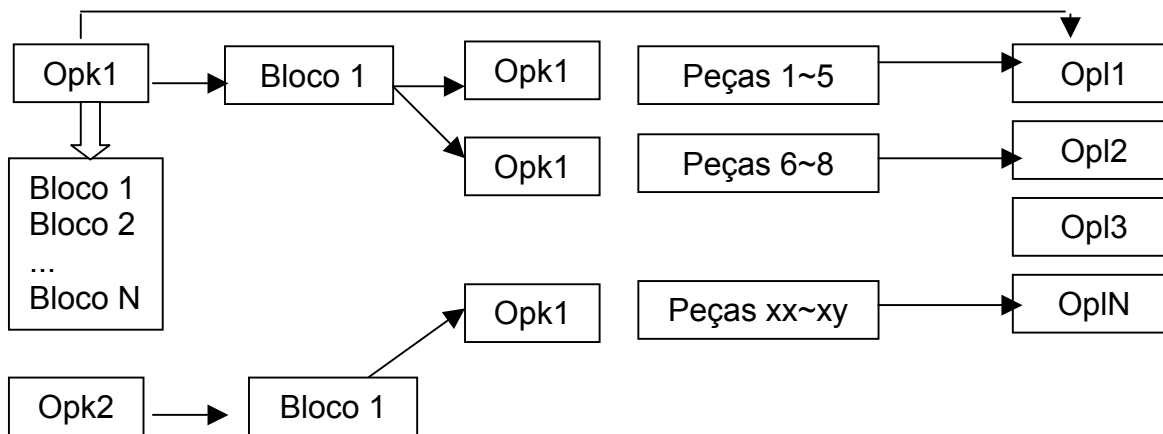 Opk1
Bloco 1
Opk1
Peças 1~5
Opl1
Opk1
Peças 6~8
Opl2
Bloco 1
Bloco 2
...
Bloco N
Opl3
Opk1
Peças xx~xy
OplN
Opk2
Bloco 1